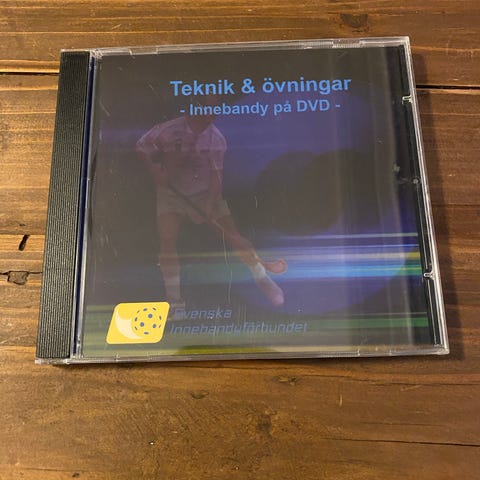 Teknik & övningar
- Innebandy på DVD -
Svenska
Innebandyförbundet